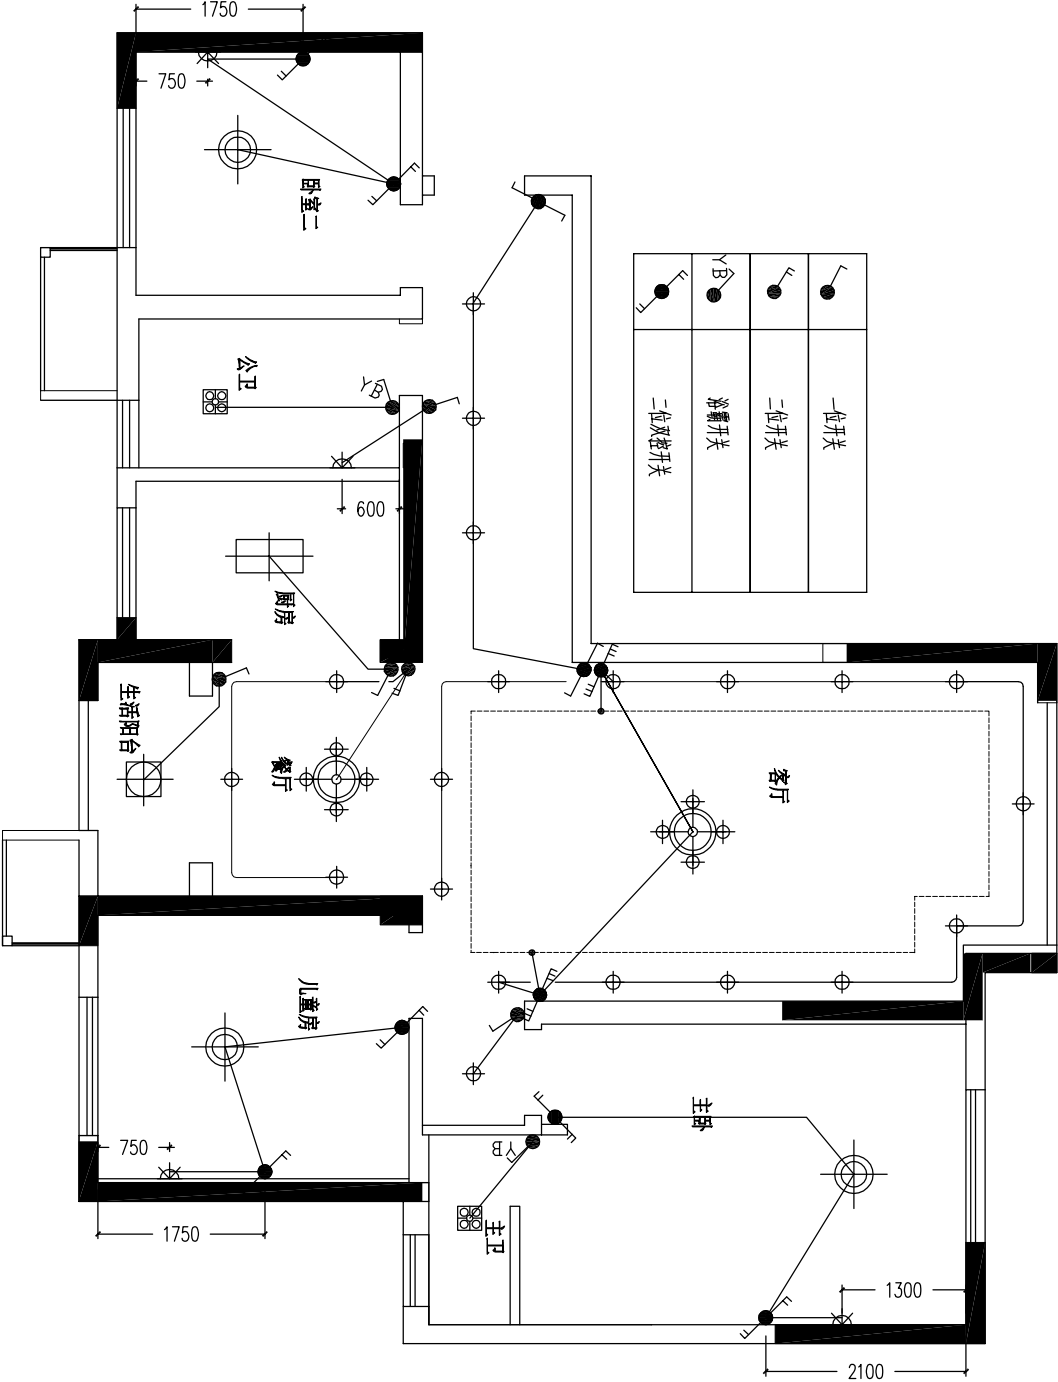 1750
750
卧室二
公卫
YB
600
厨房
生活阳台
餐厅
客厅
儿童房
750
1750
主卧
YB
主卫
1300
2100
YB
一位开关
二位开关
浴霸开关
二位双控开关